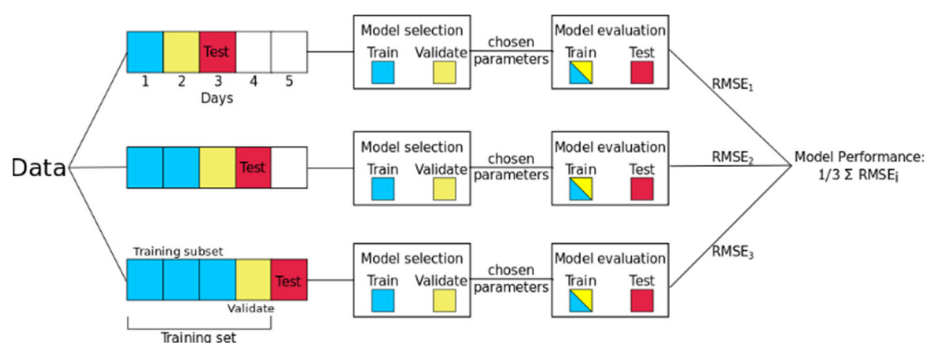 Data
Test
1 2 3 4 5
Days
Model selection
Train Validate
chosen
parameters
Model evaluation
Train Test
RMSE1
Test
Model selection
Train Validate
chosen
parameters
Model evaluation
Train Test
RMSE2
Training subset
Test
Validate
Training set
Model selection
Train Validate
chosen
parameters
Model evaluation
Train Test
RMSE3
Model Performance:
1/3 Σ RMSEi